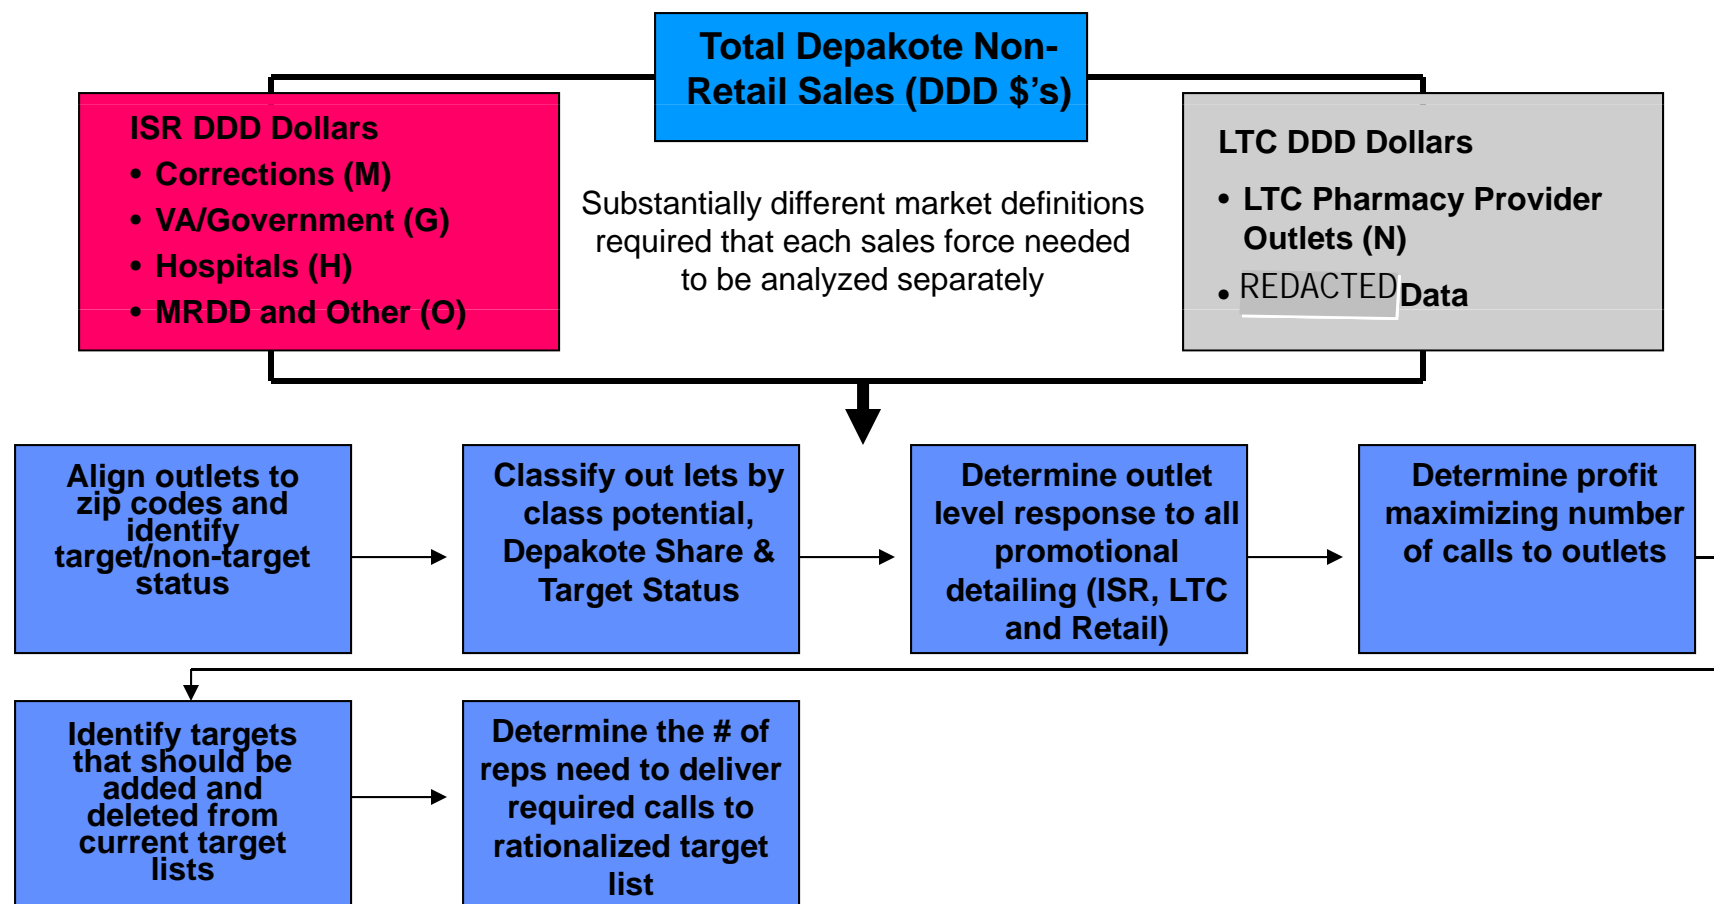 Total Depakote Non-
Retail Sales (DDD $'s)
ISR DDD Dollars
• Corrections (M)
• VA/Government (G)
• Hospitals (H)
• MRDD and Other (O)
Substantially different market definitions
required that each sales force needed
to be analyzed separately
LTC DDD Dollars
• LTC Pharmacy Provider
Outlets (N)
• REDACTED Data
Align outlets to
zip codes and
identify
target/non-target
status
Classify out lets by
class potential,
Depakote Share &
Target Status
Determine outlet
level response to all
promotional
detailing (ISR, LTC
and Retail)
Determine profit
maximizing number
of calls to outlets
Identify targets
that should be
added and
deleted from
current target
lists
Determine the # of
reps need to deliver
required calls to
rationalized target
list